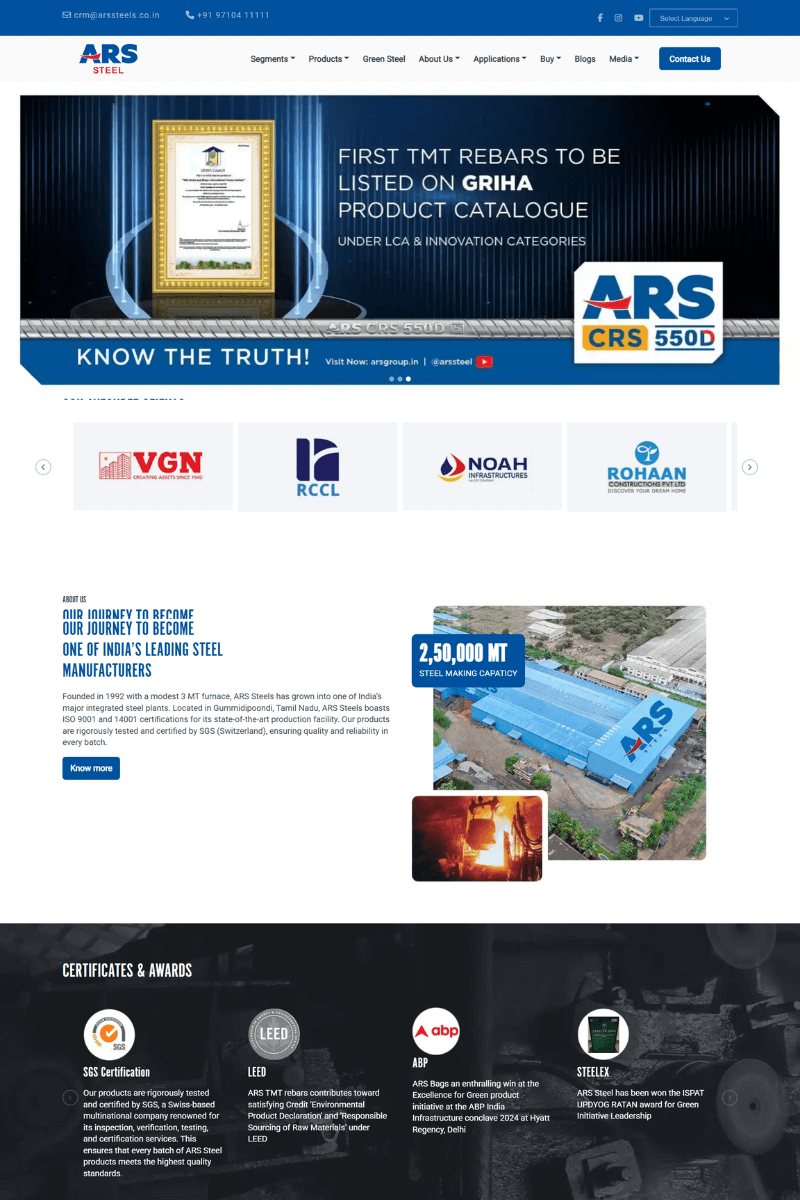 crm@arssteels.co.in +91 97104 11111 Select Language
ARS
STEEL
Segments Products Green Steel About Us Applications Buy Blogs Media Contact Us
FIRST TMT REBARS TO BE
LISTED ON GRIHA
PRODUCT CATALOGUE
UNDER LCA & INNOVATION CATEGORIES
ARS
CRS 550D
ARS CRS 550D
KNOW THE TRUTH! Visit Now: arsgroup.in | @arssteel
VGN
CREATING ASSETS SINCE 1942
RCCL
NOAH
INFRASTRUCTURES
ROHAAN
CONSTRUCTIONS PVT LTD
DISCOVER YOUR DREAM HOME
ABOUT US
OUR JOURNEY TO BECOME
OUR JOURNEY TO BECOME
ONE OF INDIA'S LEADING STEEL
MANUFACTURERS
Founded in 1992 with a modest 3 MT furnace, ARS Steels has grown into one of India's
major integrated steel plants. Located in Gummidipoondi, Tamil Nadu, ARS Steels boasts
ISO 9001 and 14001 certifications for its state-of-the-art production facility. Our products
are rigorously tested and certified by SGS (Switzerland), ensuring quality and reliability in
every batch.
Know more
2,50,000 MT
STEEL MAKING CAPATICY
ARS
STEEL
CERTIFICATES & AWARDS
SGS
SGS Certification
Our products are rigorously tested
and certified by SGS, a Swiss-based
multinational company renowned for
its inspection, verification, testing,
and certification services. This
ensures that every batch of ARS Steel
products meets the highest quality
standards.
LEED
LEED
ARS TMT rebars contributes toward
satisfying Credit 'Environmental
Product Declaration' and 'Responsible
Sourcing of Raw Materials' under
LEED
abp
ABP
ARS Bags an enthralling win at the
Excellence for Green product
initiative at the ABP India
Infrastructure conclave 2024 at Hyatt
Regency, Delhi
STEELEX
ARS Steel has been won the ISPAT
UPDYOG RATAN award for Green
Initiative Leadership